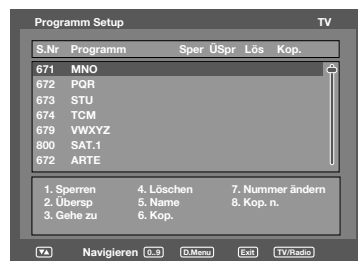 Programm Setup TV
S.Nr Programm Sper ÜSpr Lös Kop.
671 MNO
672 PQR
673 STU
674 TCM
679 VWXYZ
800 SAT.1
672 ARTE
1. Sperren 4. Löschen 7. Nummer ändern
2. Übersp 5. Name 8. Kop. n.
3. Gehe zu 6. Kop.
▼▲ Navigieren 0..9 D.Menu Exit TV/Radio